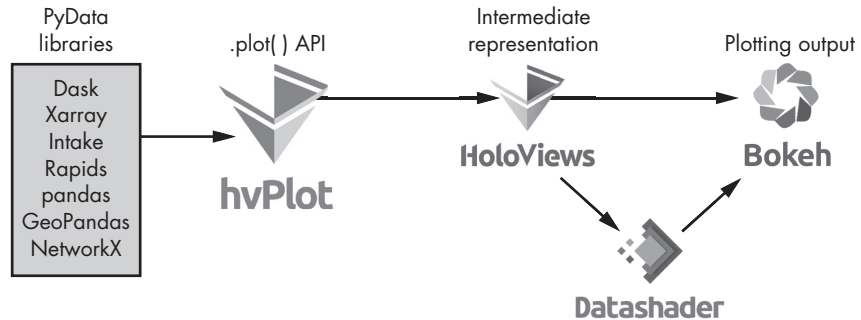 PyData
libraries
Dask
Xarray
Intake
Rapids
pandas
GeoPandas
NetworkX
.plot( ) API
hvPlot
Intermediate
representation
HoloViews
Datashader
Plotting output
Bokeh